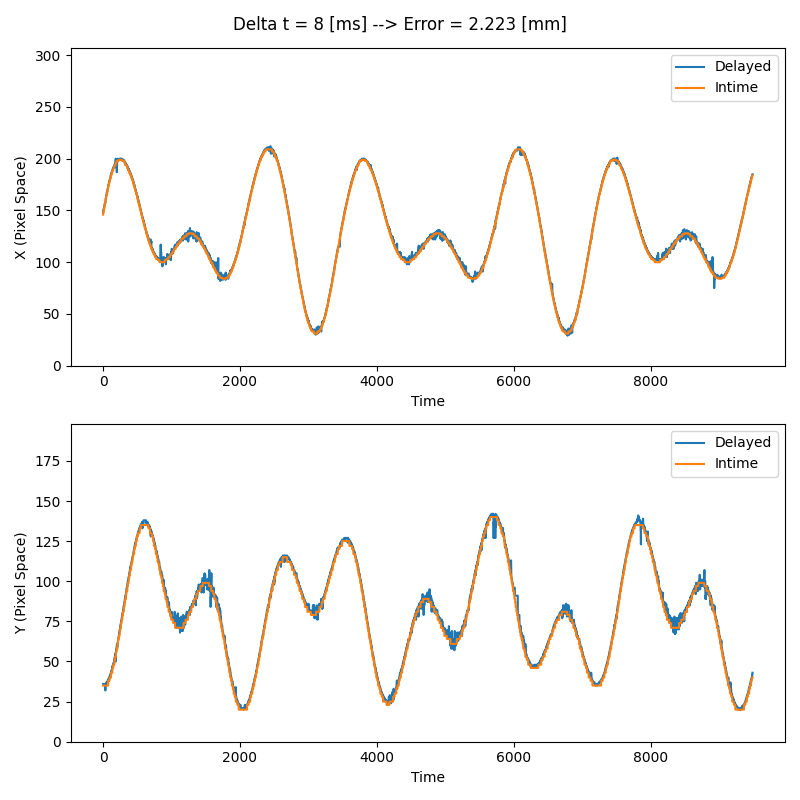 Delta t = 8 [ms] --> Error = 2.223 [mm]
300
250
200
150
100
50
0
X (Pixel Space)
Delayed
Intime
0 2000 4000 6000 8000
Time
175
150
125
100
75
50
25
0
Y (Pixel Space)
Delayed
Intime
0 2000 4000 6000 8000
Time